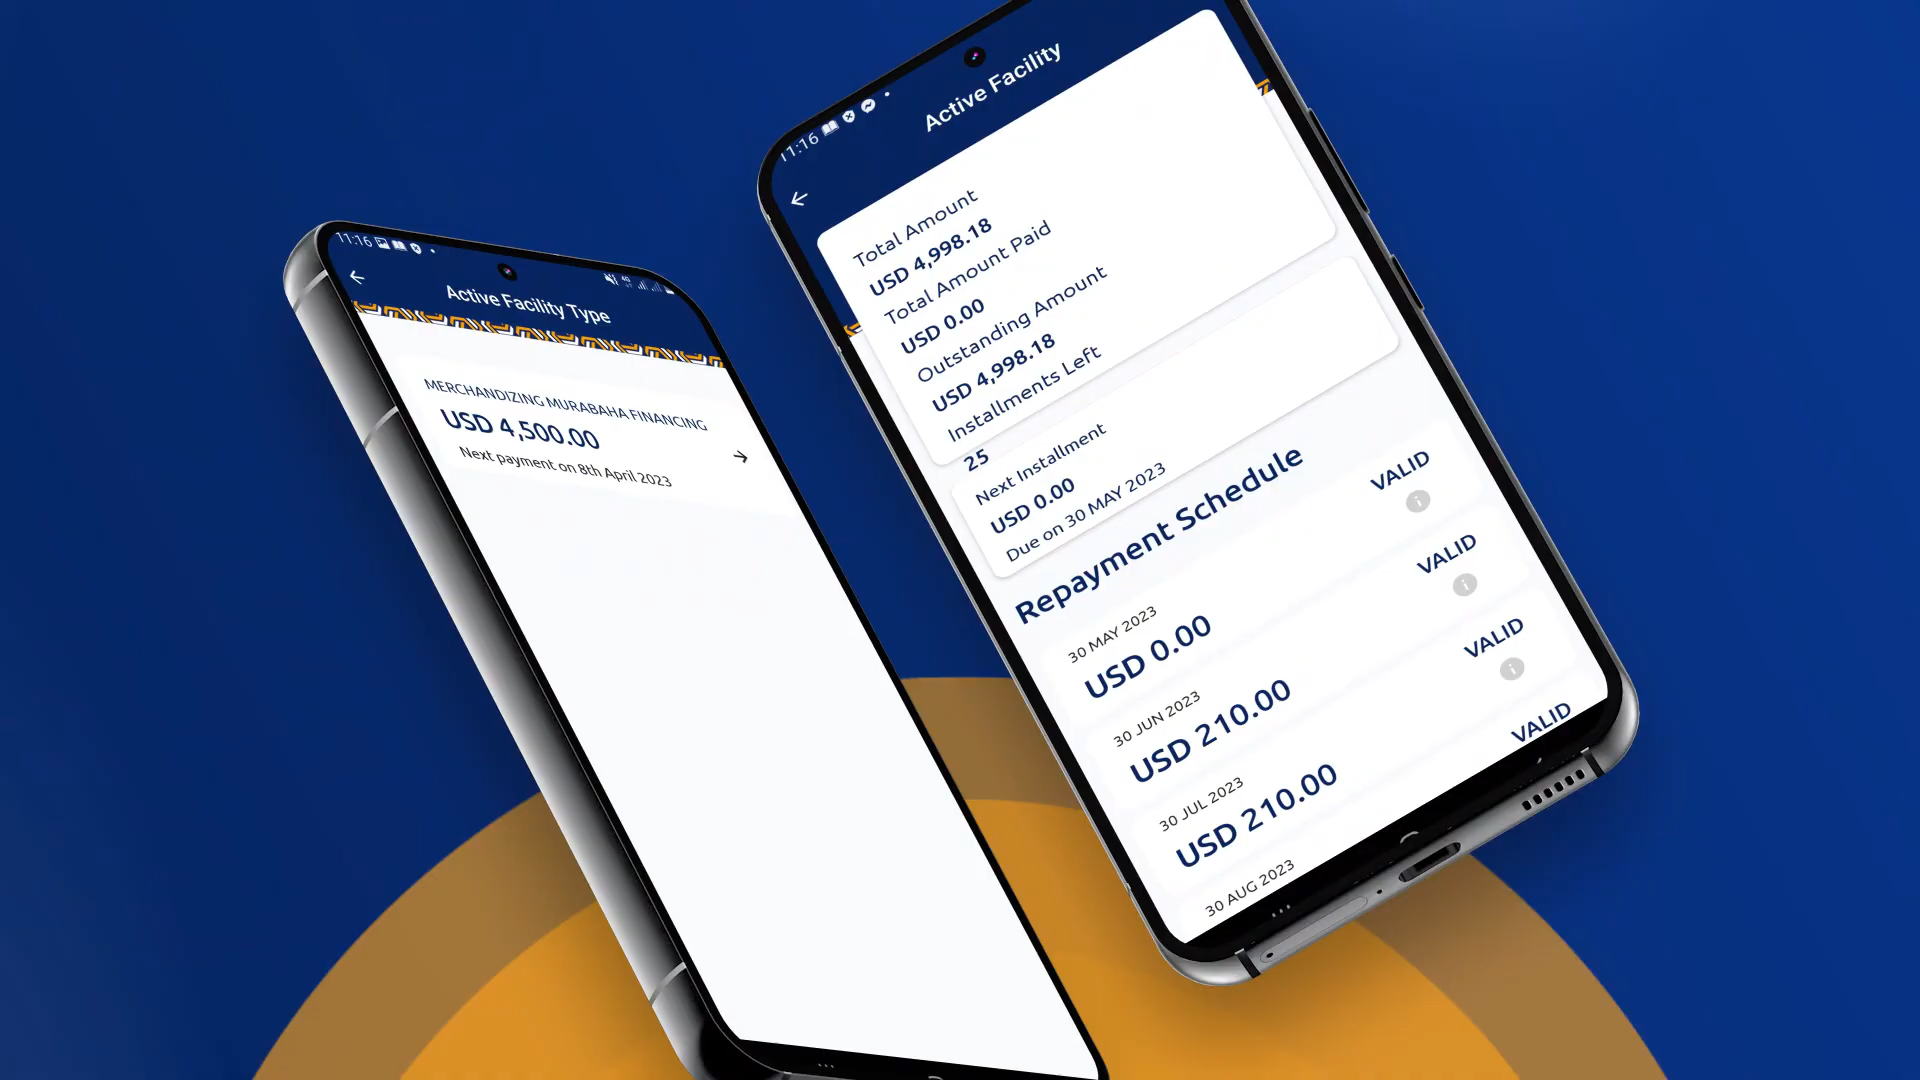 11:16
Active Facility Type
MERCHANDIZING MURABAHA FINANCING
USD 4,500.00
Next payment on 8th April 2023
11:16
Active Facility
Total Amount
USD 4,998.18
Total Amount Paid
USD 0.00
Outstanding Amount
USD 4,998.18
Installments Left
25
Next Installment
USD 0.00
Due on 30 MAY 2023
Repayment Schedule
30 MAY 2023
USD 0.00
VALID
30 JUN 2023
USD 210.00
VALID
30 JUL 2023
USD 210.00
VALID
30 AUG 2023
VALID